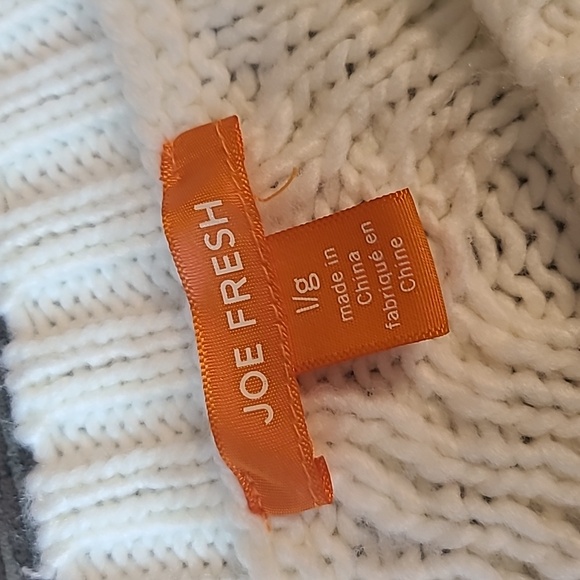 JOE FRESH
l/g
made in
China
fabriqué en
Chine